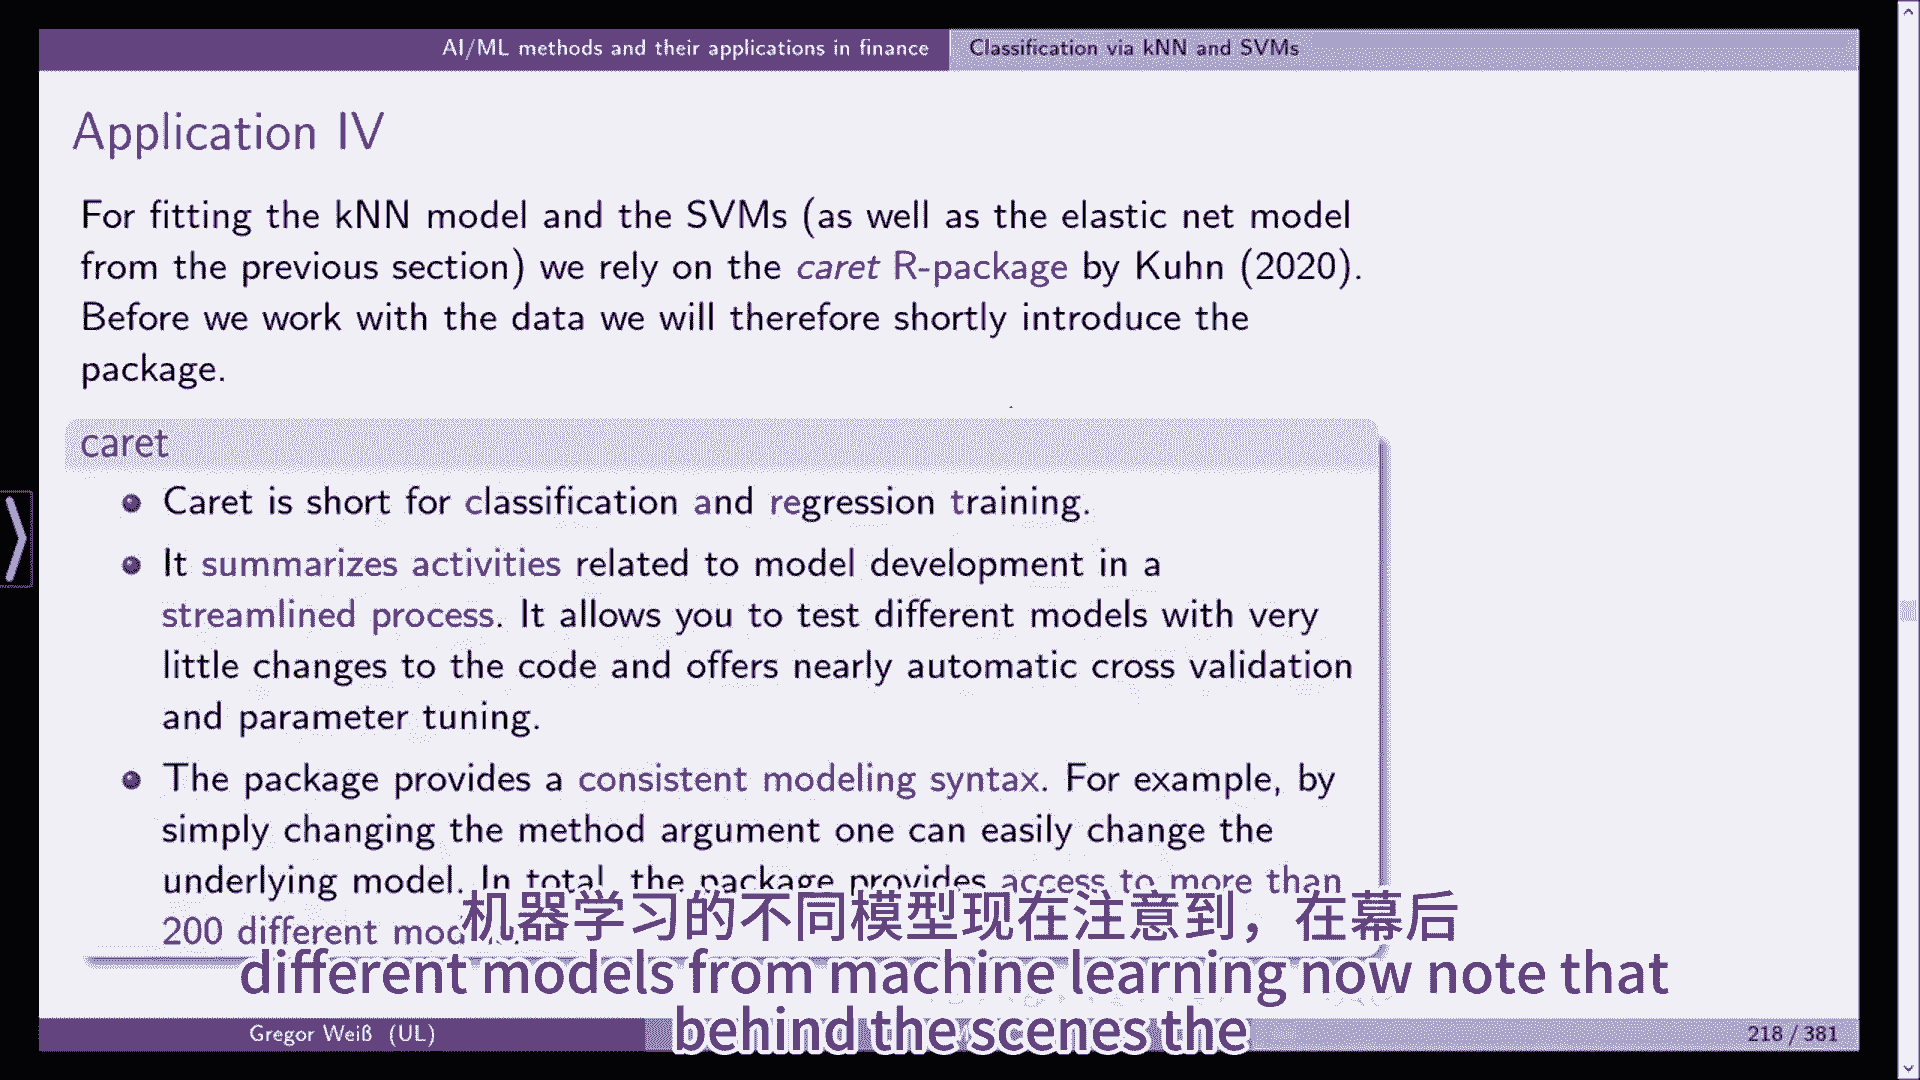 AI/ML methods and their applications in finance
Classification via kNN and SVMs
Application IV
For fitting the kNN model and the SVMs (as well as the elastic net model
from the previous section) we rely on the caret R-package by Kuhn (2020).
Before we work with the data we will therefore shortly introduce the
package.
caret
Caret is short for classification and regression training.
It summarizes activities related to model development in a
streamlined process. It allows you to test different models with very
little changes to the code and offers nearly automatic cross validation
and parameter tuning.
The package provides a consistent modeling syntax. For example, by
simply changing the method argument one can easily change the
underlying model. In total, the package provides access to more than
200 different
机器学习的不同模型现在注意到，在幕后
different models from machine learning now note that
behind the scenes the
Gregor Weiß (UL)
218 / 381